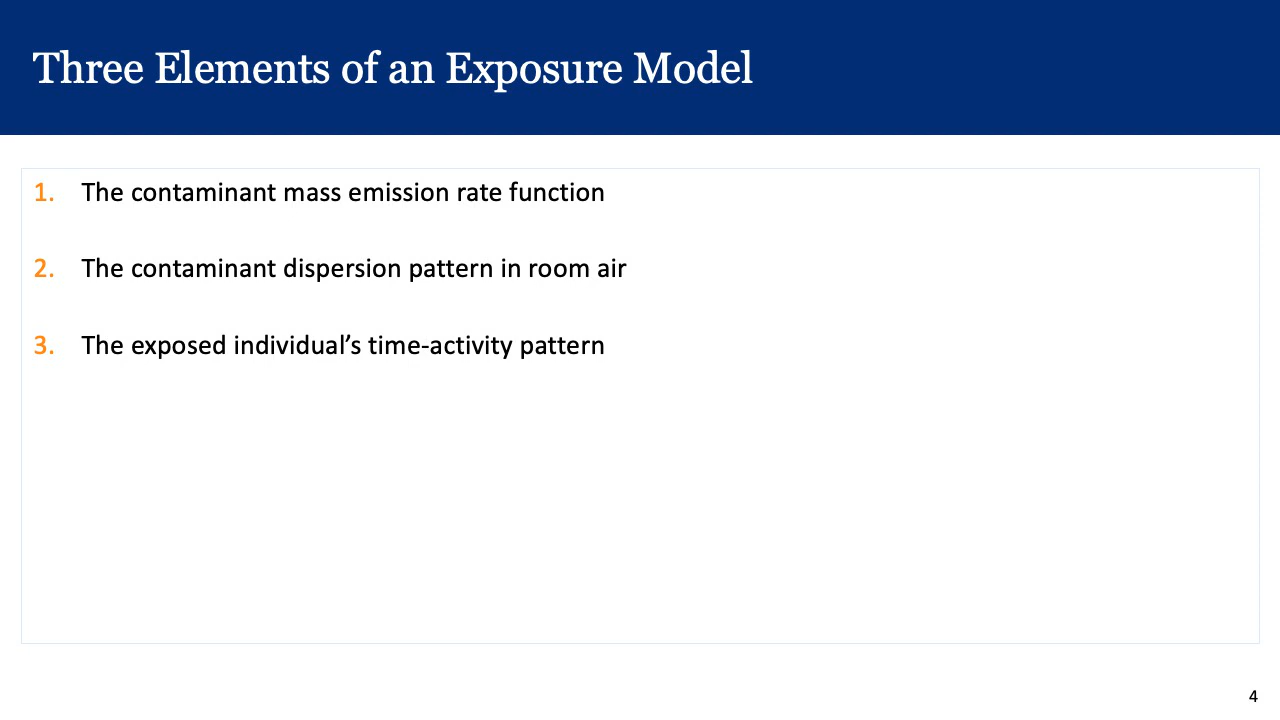 Three Elements of an Exposure Model
1. The contaminant mass emission rate function
2. The contaminant dispersion pattern in room air
3. The exposed individual’s time-activity pattern
4